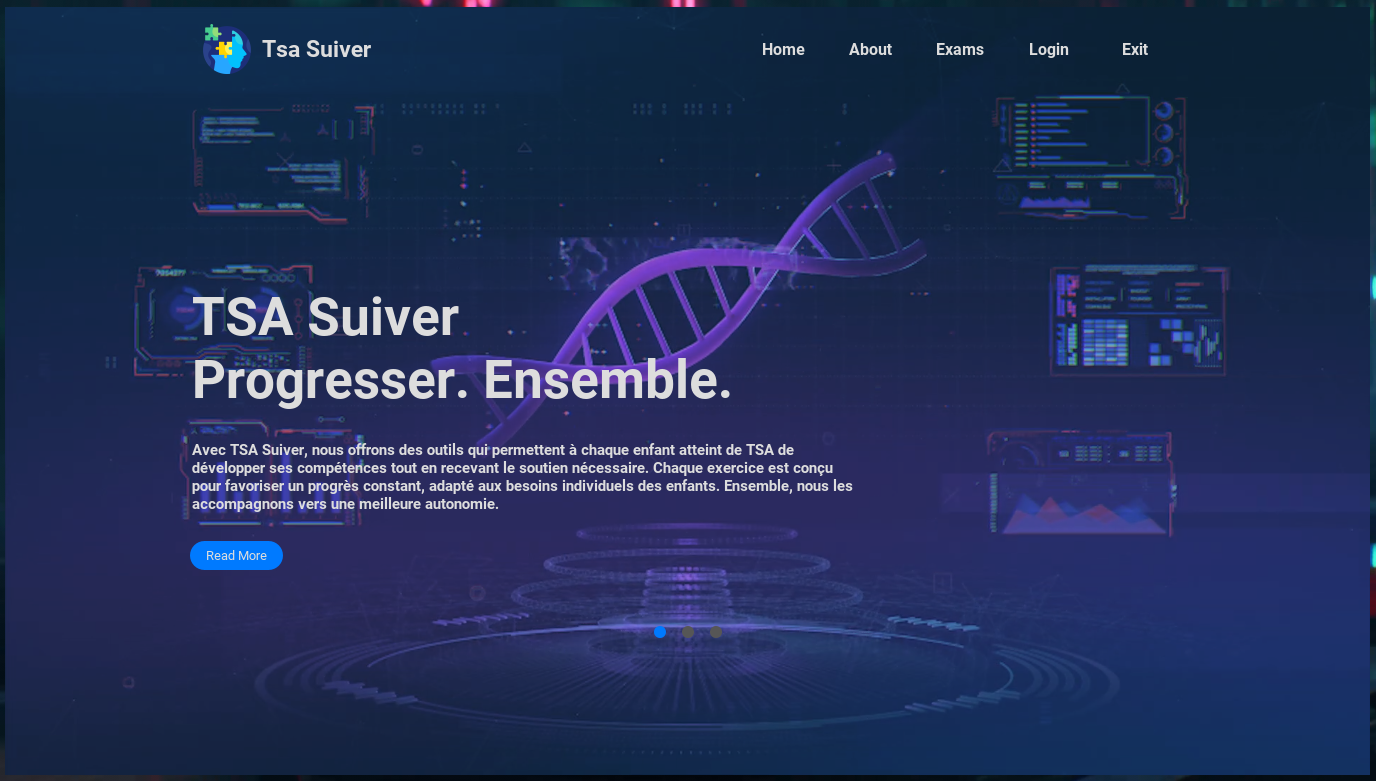 Tsa Suiver
Home About Exams Login Exit
TSA Suiver
Progresser. Ensemble.
Avec TSA Suiver, nous offrons des outils qui permettent à chaque enfant atteint de TSA de
développer ses compétences tout en recevant le soutien nécessaire. Chaque exercice est conçu
pour favoriser un progrès constant, adapté aux besoins individuels des enfants. Ensemble, nous les
accompagnons vers une meilleure autonomie.
Read More